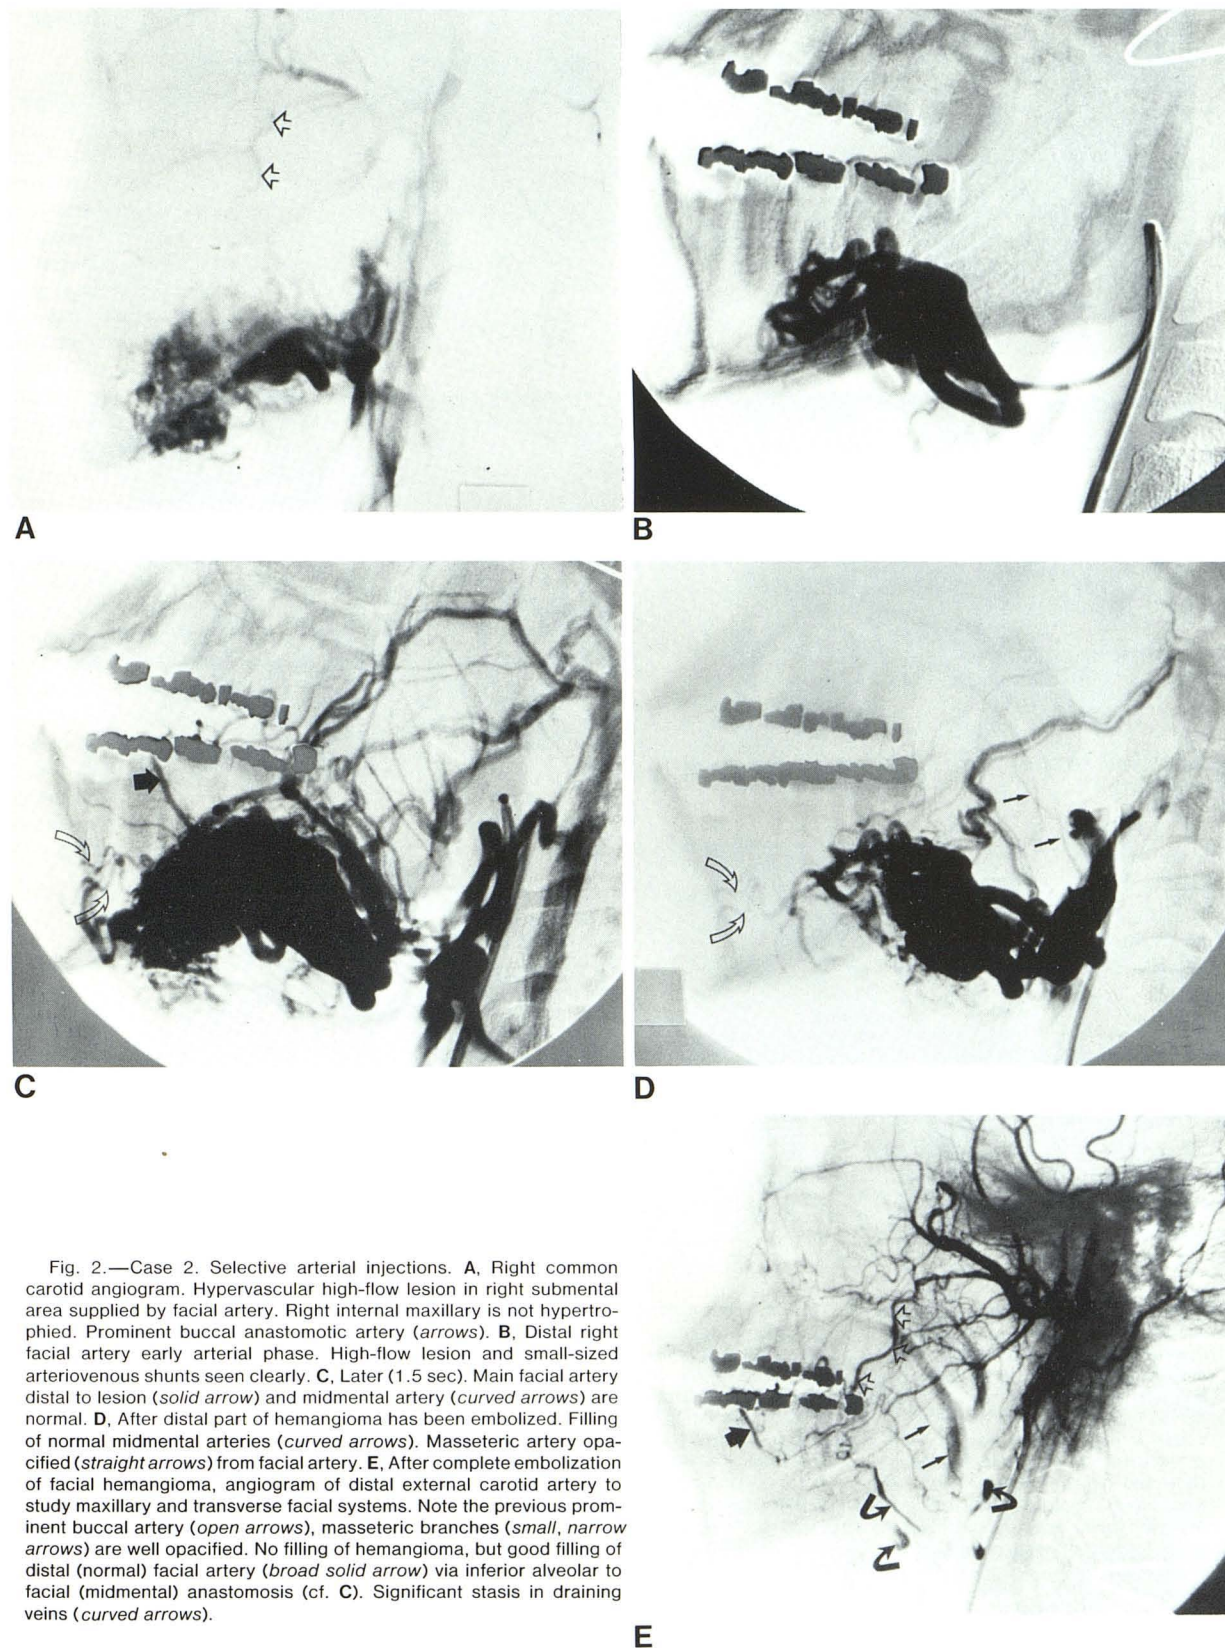 A
B
C
D
Fig. 2.—Case 2. Selective arterial injections. A, Right common
carotid angiogram. Hypervascular high-flow lesion in right submental
area supplied by facial artery. Right internal maxillary is not hypertro-
phied. Prominent buccal anastomotic artery (arrows). B, Distal right
facial artery early arterial phase. High-flow lesion and small-sized
arteriovenous shunts seen clearly. C, Later (1.5 sec). Main facial artery
distal to lesion (solid arrow) and midmental artery (curved arrows) are
normal. D, After distal part of hemangioma has been embolized. Filling
of normal midmental arteries (curved arrows). Masseteric artery opa-
cified (straight arrows) from facial artery. E, After complete embolization
of facial hemangioma, angiogram of distal external carotid artery to
study maxillary and transverse facial systems. Note the previous prom-
inent buccal artery (open arrows), masseteric branches (small, narrow
arrows) are well opacified. No filling of hemangioma, but good filling of
distal (normal) facial artery (broad solid arrow) via inferior alveolar to
facial (midmental) anastomosis (cf. C). Significant stasis in draining
veins (curved arrows).
E